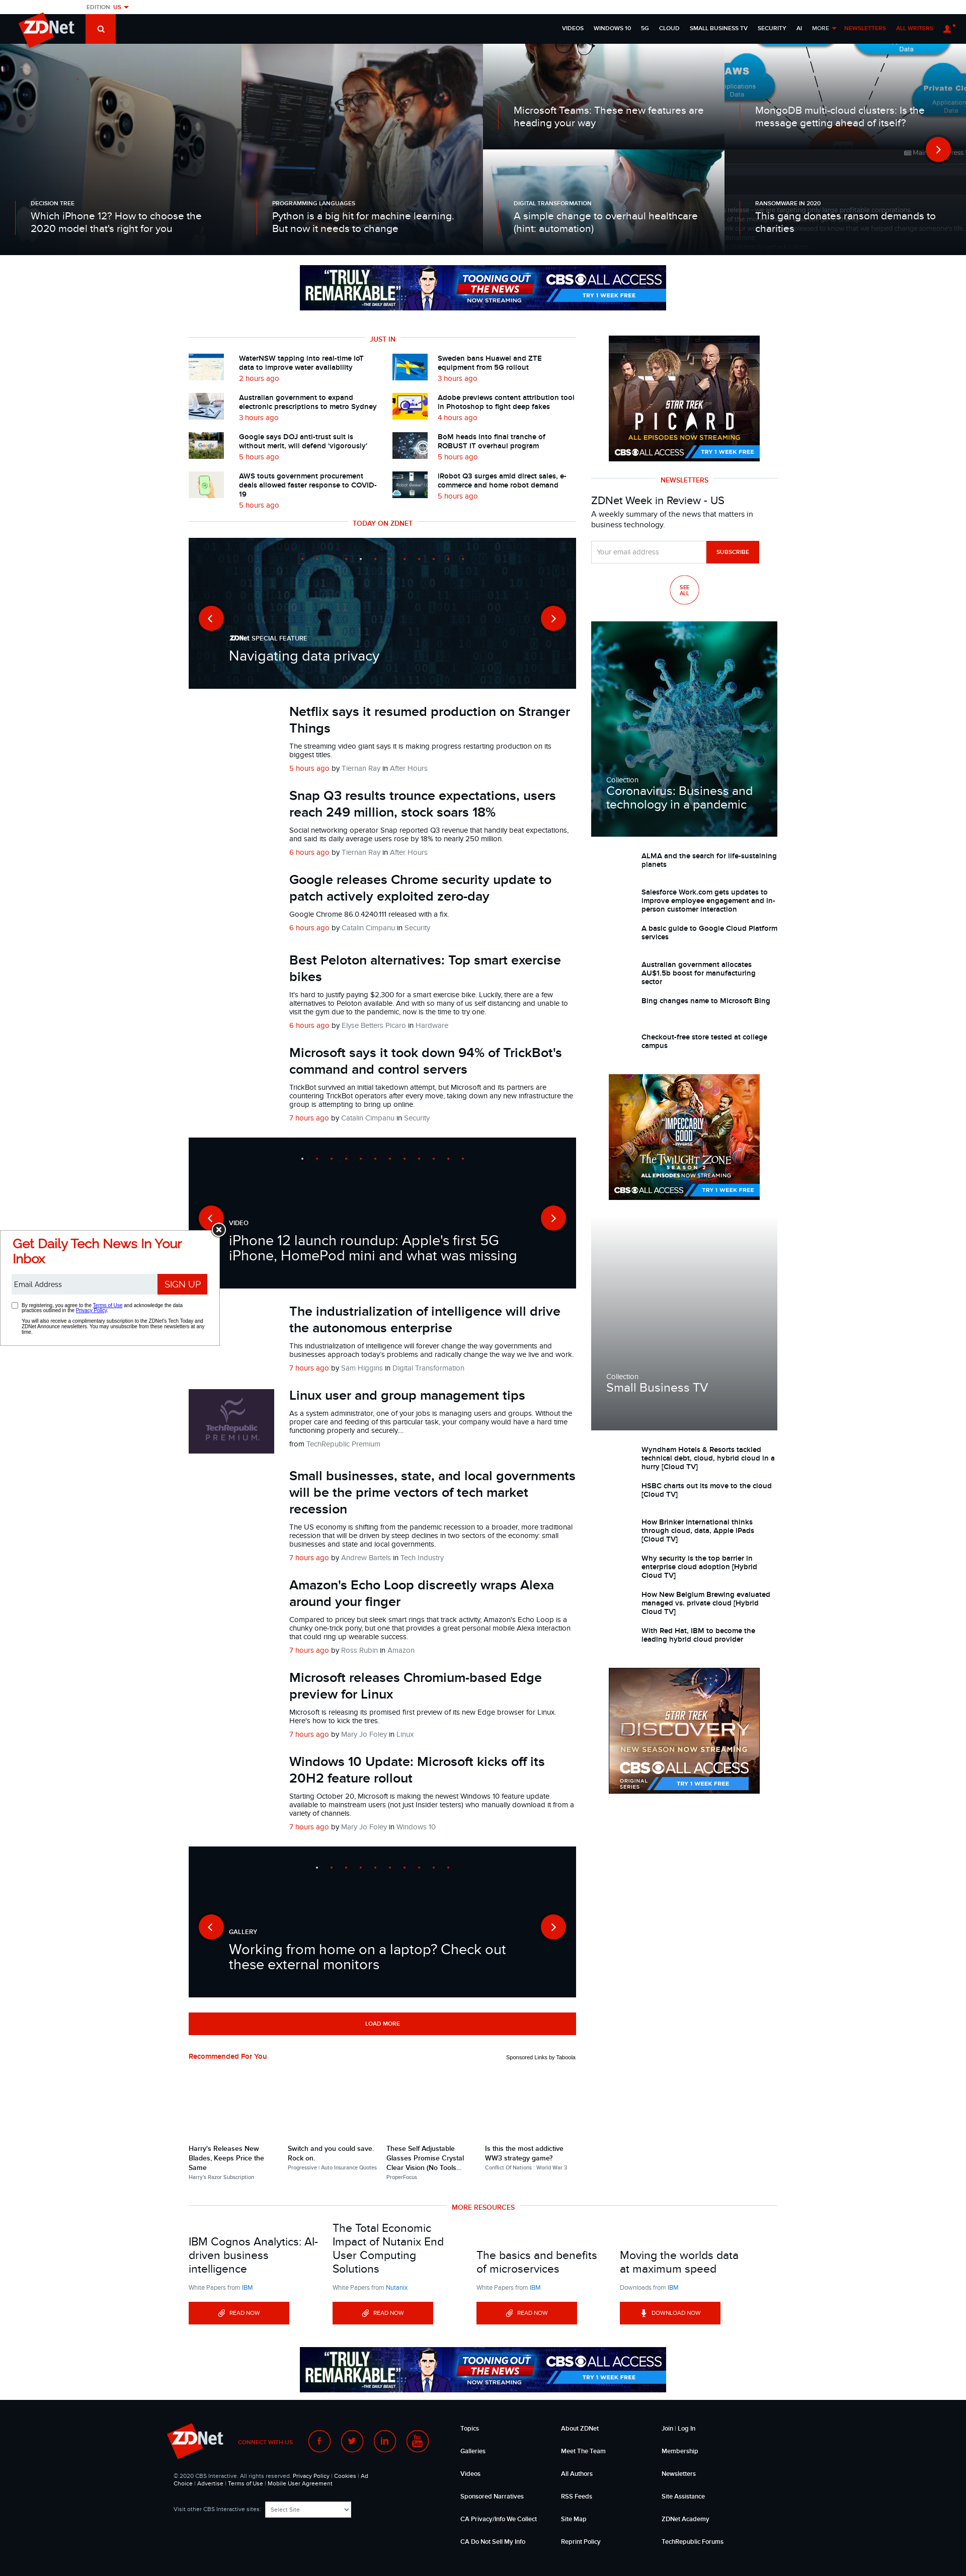 EDITION: US
ZDNet
VIDEOS WINDOWS 10 5G CLOUD SMALL BUSINESS TV SECURITY AI MORE NEWSLETTERS ALL WRITERS
DECISION TREE
Which iPhone 12? How to choose the
2020 model that's right for you
PROGRAMMING LANGUAGES
Python is a big hit for machine learning.
But now it needs to change
Microsoft Teams: These new features are
heading your way
DIGITAL TRANSFORMATION
A simple change to overhaul healthcare
(hint: automation)
AWS
Data
Data
Private Clo
MongoDB multi-cloud clusters: Is the
message getting ahead of itself?
RANSOMWARE IN 2020
This gang donates ransom demands to
charities
"TRULY
REMARKABLE"
-THE DAILY BEAST
TOONING OUT
THE NEWS
NOW STREAMING
CBS ALL ACCESS
TRY 1 WEEK FREE
JUST IN
WaterNSW tapping into real-time IoT
data to improve water availability
2 hours ago
Sweden bans Huawei and ZTE
equipment from 5G rollout
3 hours ago
Australian government to expand
electronic prescriptions to metro Sydney
3 hours ago
Adobe previews content attribution tool
in Photoshop to fight deep fakes
4 hours ago
Google says DOJ anti-trust suit is
without merit, will defend 'vigorously'
5 hours ago
BoM heads into final tranche of
ROBUST IT overhaul program
5 hours ago
AWS touts government procurement
deals allowed faster response to COVID-
19
5 hours ago
iRobot Q3 surges amid direct sales, e-
commerce and home robot demand
5 hours ago
TODAY ON ZDNET
ZDNet SPECIAL FEATURE
Navigating data privacy
Netflix says it resumed production on Stranger
Things
The streaming video giant says it is making progress restarting production on its
biggest titles.
5 hours ago by Tiernan Ray in After Hours
Snap Q3 results trounce expectations, users
reach 249 million, stock soars 18%
Social networking operator Snap reported Q3 revenue that handily beat expectations,
and said its daily average users rose by 18% to nearly 250 million.
6 hours ago by Tiernan Ray in After Hours
Google releases Chrome security update to
patch actively exploited zero-day
Google Chrome 86.0.4240.111 released with a fix.
6 hours ago by Catalin Cimpanu in Security
Best Peloton alternatives: Top smart exercise
bikes
It's hard to justify paying $2,300 for a smart exercise bike. Luckily, there are a few
alternatives to Peloton available. And with so many of us self distancing and unable to
visit the gym due to the pandemic, now is the time to try one.
6 hours ago by Elyse Betters Picaro in Hardware
Microsoft says it took down 94% of TrickBot's
command and control servers
TrickBot survived an initial takedown attempt, but Microsoft and its partners are
countering TrickBot operators after every move, taking down any new infrastructure the
group is attempting to bring up online.
7 hours ago by Catalin Cimpanu in Security
VIDEO
iPhone 12 launch roundup: Apple's first 5G
iPhone, HomePod mini and what was missing
Get Daily Tech News In Your
Inbox
Email Address
SIGN UP
By registering, you agree to the Terms of Use and acknowledge the data
practices outlined in the Privacy Policy.
You will also receive a complimentary subscription to the ZDNet's Tech Today and
ZDNet Announce newsletters. You may unsubscribe from these newsletters at any
time.
The industrialization of intelligence will drive
the autonomous enterprise
This industrialization of intelligence will forever change the way governments and
businesses approach today's problems and radically change the way we live and work.
7 hours ago by Sam Higgins in Digital Transformation
TechRepublic
PREMIUM.
Linux user and group management tips
As a system administrator, one of your jobs is managing users and groups. Without the
proper care and feeding of this particular task, your company would have a hard time
functioning properly and securely....
from TechRepublic Premium
Small businesses, state, and local governments
will be the prime vectors of tech market
recession
The US economy is shifting from the pandemic recession to a broader, more traditional
recession that will be driven by steep declines in two sectors of the economy: small
businesses and state and local governments.
7 hours ago by Andrew Bartels in Tech Industry
Amazon's Echo Loop discreetly wraps Alexa
around your finger
Compared to pricey but sleek smart rings that track activity, Amazon's Echo Loop is a
chunky one-trick pony, but one that provides a great personal mobile Alexa interaction
that could ring up wearable success.
7 hours ago by Ross Rubin in Amazon
Microsoft releases Chromium-based Edge
preview for Linux
Microsoft is releasing its promised first preview of its new Edge browser for Linux.
Here's how to kick the tires.
7 hours ago by Mary Jo Foley in Linux
Windows 10 Update: Microsoft kicks off its
20H2 feature rollout
Starting October 20, Microsoft is making the newest Windows 10 feature update
available to mainstream users (not just Insider testers) who manually download it from a
variety of channels.
7 hours ago by Mary Jo Foley in Windows 10
GALLERY
Working from home on a laptop? Check out
these external monitors
LOAD MORE
STAR TREK
PICARD
ALL EPISODES NOW STREAMING
CBS ALL ACCESS TRY 1 WEEK FREE
NEWSLETTERS
ZDNet Week in Review - US
A weekly summary of the news that matters in
business technology.
Your email address
SUBSCRIBE
SEE
ALL
Collection
Coronavirus: Business and
technology in a pandemic
ALMA and the search for life-sustaining
planets
Salesforce Work.com gets updates to
improve employee engagement and in-
person customer interaction
A basic guide to Google Cloud Platform
services
Australian government allocates
AU$1.5b boost for manufacturing
sector
Bing changes name to Microsoft Bing
Checkout-free store tested at college
campus
"IMPECCABLY
GOOD"
THE TWILIGHT ZONE
SEASON 2
ALL EPISODES NOW STREAMING
CBS ALL ACCESS TRY 1 WEEK FREE
Collection
Small Business TV
Wyndham Hotels & Resorts tackled
technical debt, cloud, hybrid cloud in a
hurry [Cloud TV]
HSBC charts out its move to the cloud
[Cloud TV]
How Brinker International thinks
through cloud, data, Apple iPads
[Cloud TV]
Why security is the top barrier in
enterprise cloud adoption [Hybrid
Cloud TV]
How New Belgium Brewing evaluated
managed vs. private cloud [Hybrid
Cloud TV]
With Red Hat, IBM to become the
leading hybrid cloud provider
STAR TREK
DISCOVERY
NEW SEASON NOW STREAMING
CBS ALL ACCESS
ORIGINAL
SERIES
TRY 1 WEEK FREE
Recommended For You
Sponsored Links by Taboola
Harry's Releases New
Blades, Keeps Price the
Same
Harry's Razor Subscription
Switch and you could save.
Rock on.
Progressive | Auto Insurance Quotes
These Self Adjustable
Glasses Promise Crystal
Clear Vision (No Tools...
ProperFocus
Is this the most addictive
WW3 strategy game?
Conflict Of Nations : World War 3
MORE RESOURCES
IBM Cognos Analytics: AI-
driven business
intelligence
White Papers from IBM
READ NOW
The Total Economic
Impact of Nutanix End
User Computing
Solutions
White Papers from Nutanix
READ NOW
The basics and benefits
of microservices
White Papers from IBM
READ NOW
Moving the worlds data
at maximum speed
Downloads from IBM
DOWNLOAD NOW
"TRULY
REMARKABLE"
-THE DAILY BEAST
TOONING OUT
THE NEWS
NOW STREAMING
CBS ALL ACCESS
TRY 1 WEEK FREE
ZDNet
CONNECT WITH US
© 2020 CBS Interactive. All rights reserved. Privacy Policy | Cookies | Ad
Choice | Advertise | Terms of Use | Mobile User Agreement
Visit other CBS Interactive sites: Select Site
Topics
Galleries
Videos
Sponsored Narratives
CA Privacy/Info We Collect
CA Do Not Sell My Info
About ZDNet
Meet The Team
All Authors
RSS Feeds
Site Map
Reprint Policy
Join | Log In
Membership
Newsletters
Site Assistance
ZDNet Academy
TechRepublic Forums